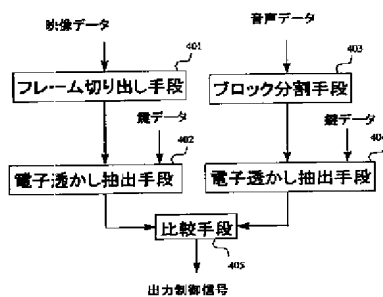 映像データ
音声データ
401
403
フレーム切り出し手段
ブロック分割手段
鍵データ
鍵データ
402
404
電子透かし抽出手段
電子透かし抽出手段
比較手段
405
出力制御信号